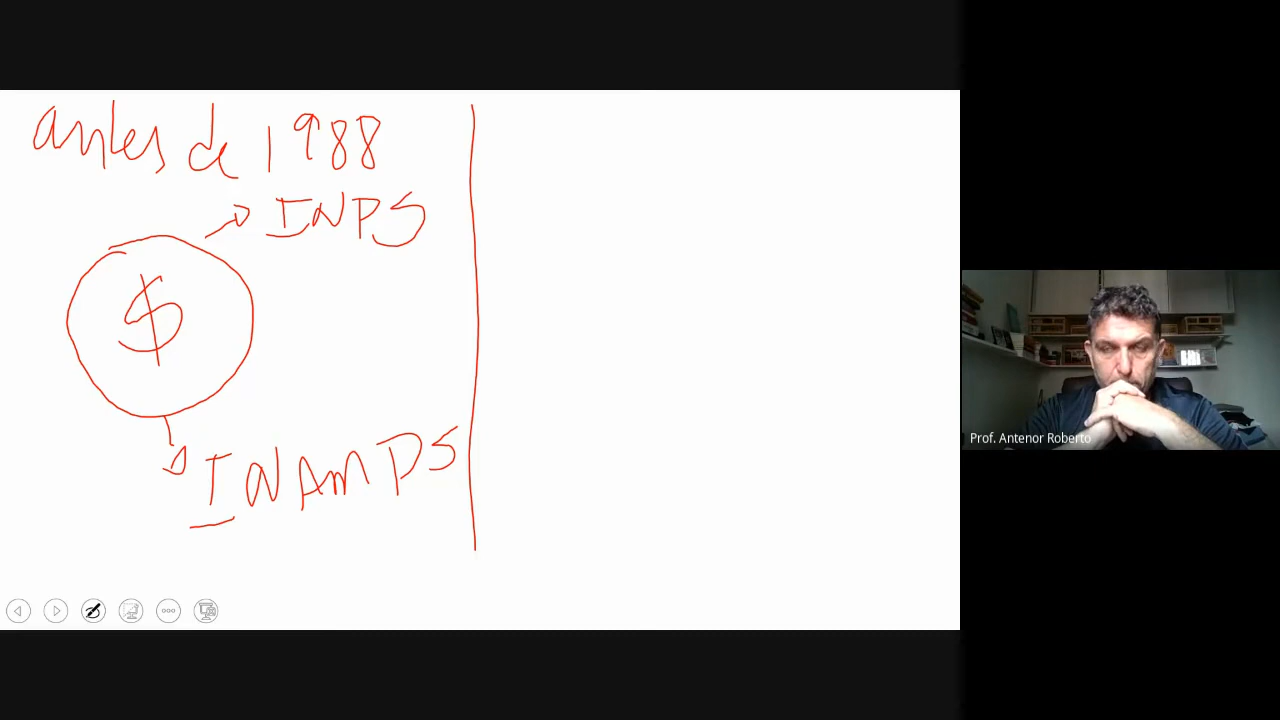 antes de 1988
INPS
$
INAMPS
Prof. Antenor Roberto